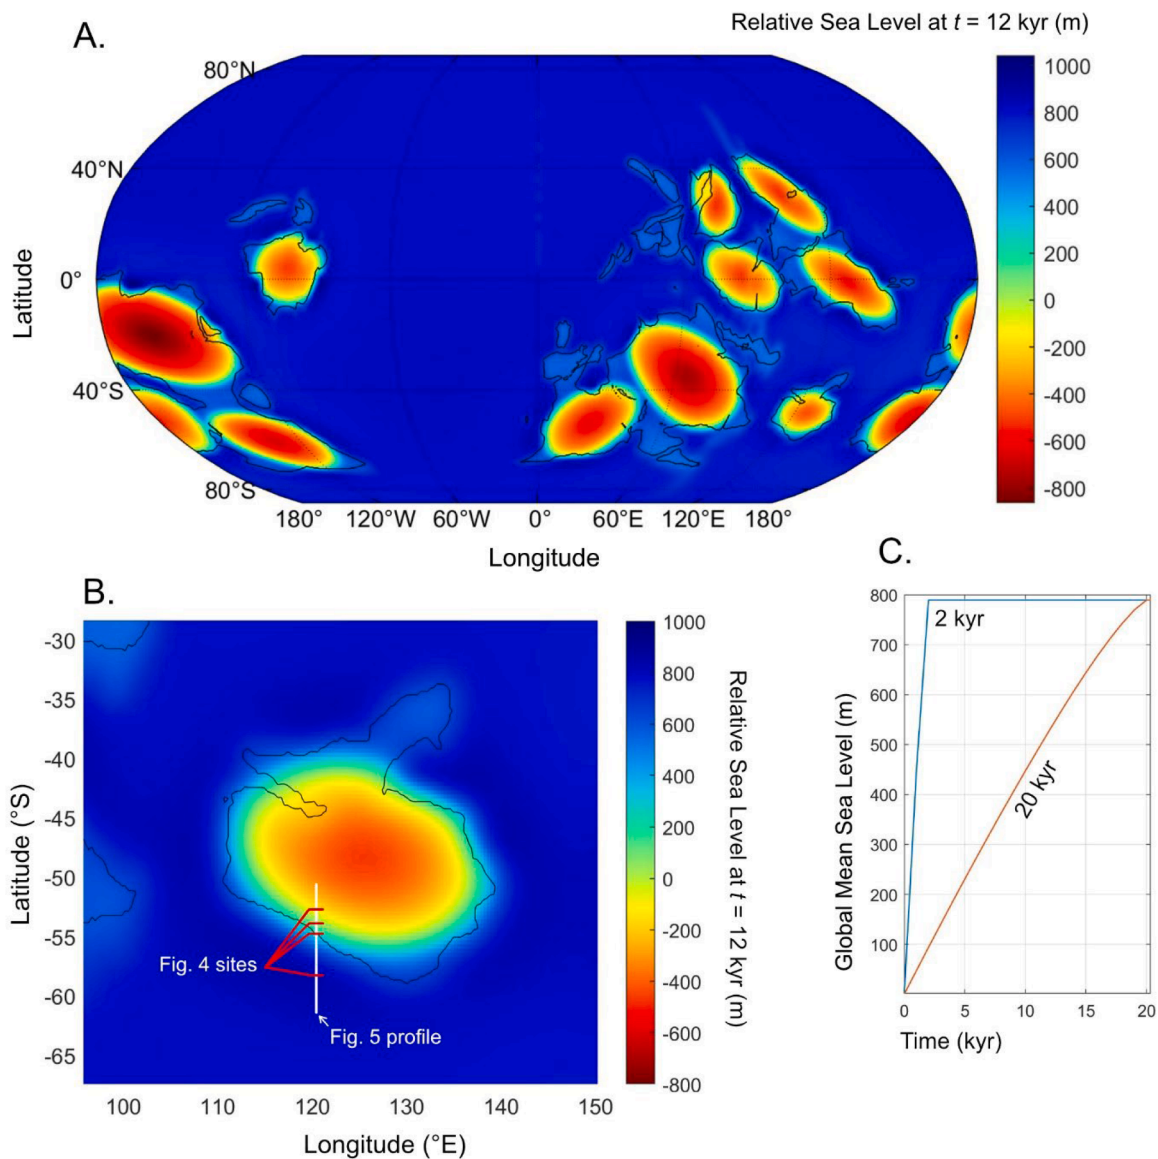 A.
Relative Sea Level at t = 12 kyr (m)
80°N
40°N
0°
40°S
80°S
Latitude
180° 120°W 60°W 0° 60°E 120°E 180°
Longitude
1000
800
600
400
200
0
-200
-400
-600
-800
B.
-30
-35
-40
-45
-50
-55
-60
-65
Latitude (°S)
Fig. 4 sites
Fig. 5 profile
100 110 120 130 140 150
Longitude (°E)
1000
800
600
400
200
0
-200
-400
-600
-800
Relative Sea Level at t = 12 kyr (m)
C.
800
700
600
500
400
300
200
100
Global Mean Sea Level (m)
2 kyr
20 kyr
0 5 10 15 20
Time (kyr)